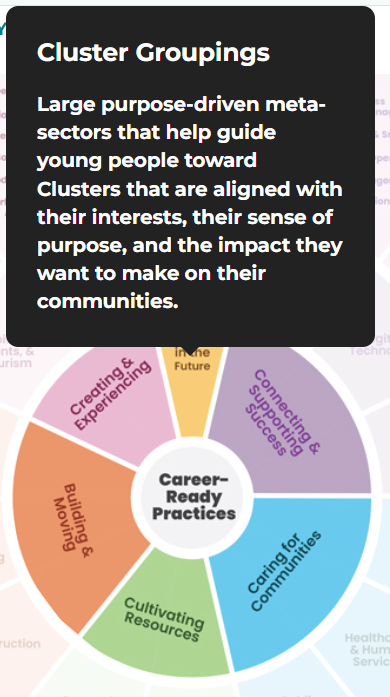 Cluster Groupings
Large purpose-driven meta-
sectors that help guide
young people toward
Clusters that are aligned with
their interests, their sense of
purpose, and the impact they
want to make on their
communities.
in the
Future
Creating &
Experiencing
Connecting &
Supporting
Success
Career-
Ready
Practices
Building &
Moving
Caring for
Communities
Cultivating
Resources
Healthc
& Hum
Servic
ruction